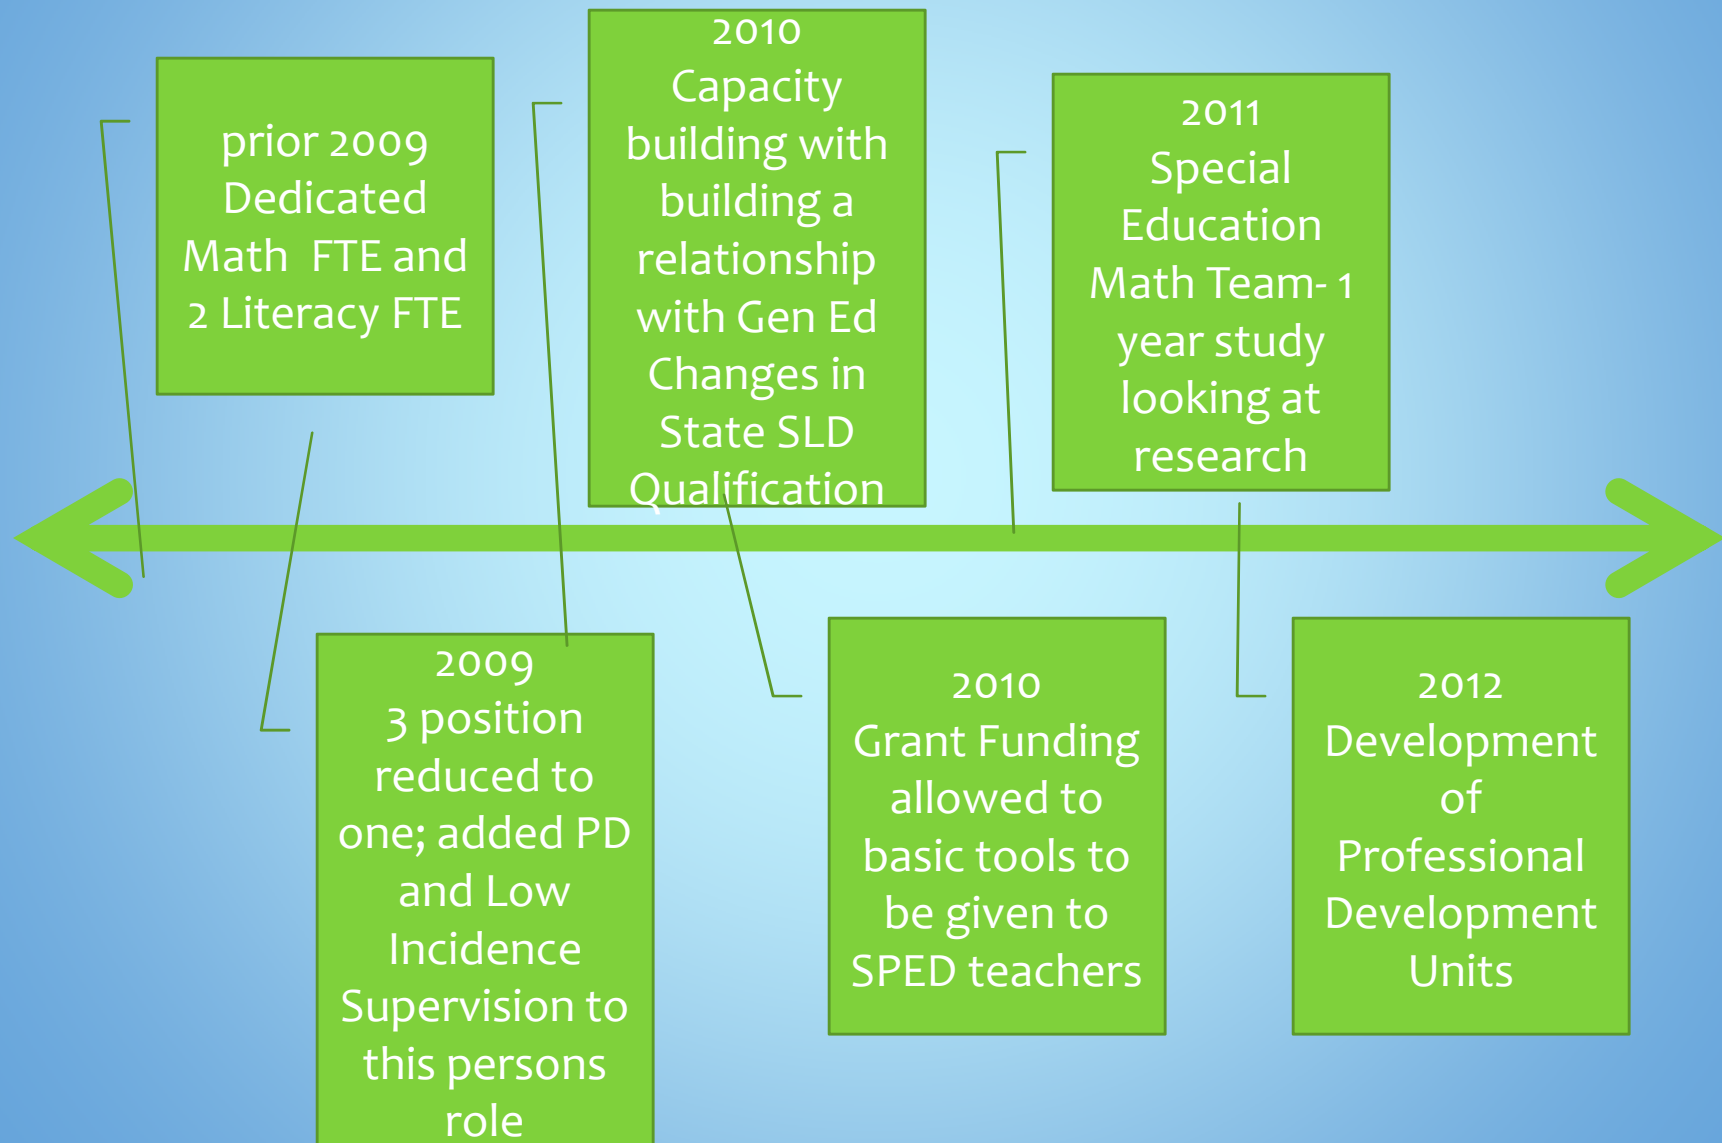 prior 2009
Dedicated
Math FTE and
2 Literacy FTE
2009
3 position
reduced to
one; added PD
and Low
Incidence
Supervision to
this persons
role
2010
Capacity
building with
building a
relationship
with Gen Ed
Changes in
State SLD
Qualification
2010
Grant Funding
allowed to
basic tools to
be given to
SPED teachers
2011
Special
Education
Math Team- 1
year study
looking at
research
2012
Development
of
Professional
Development
Units